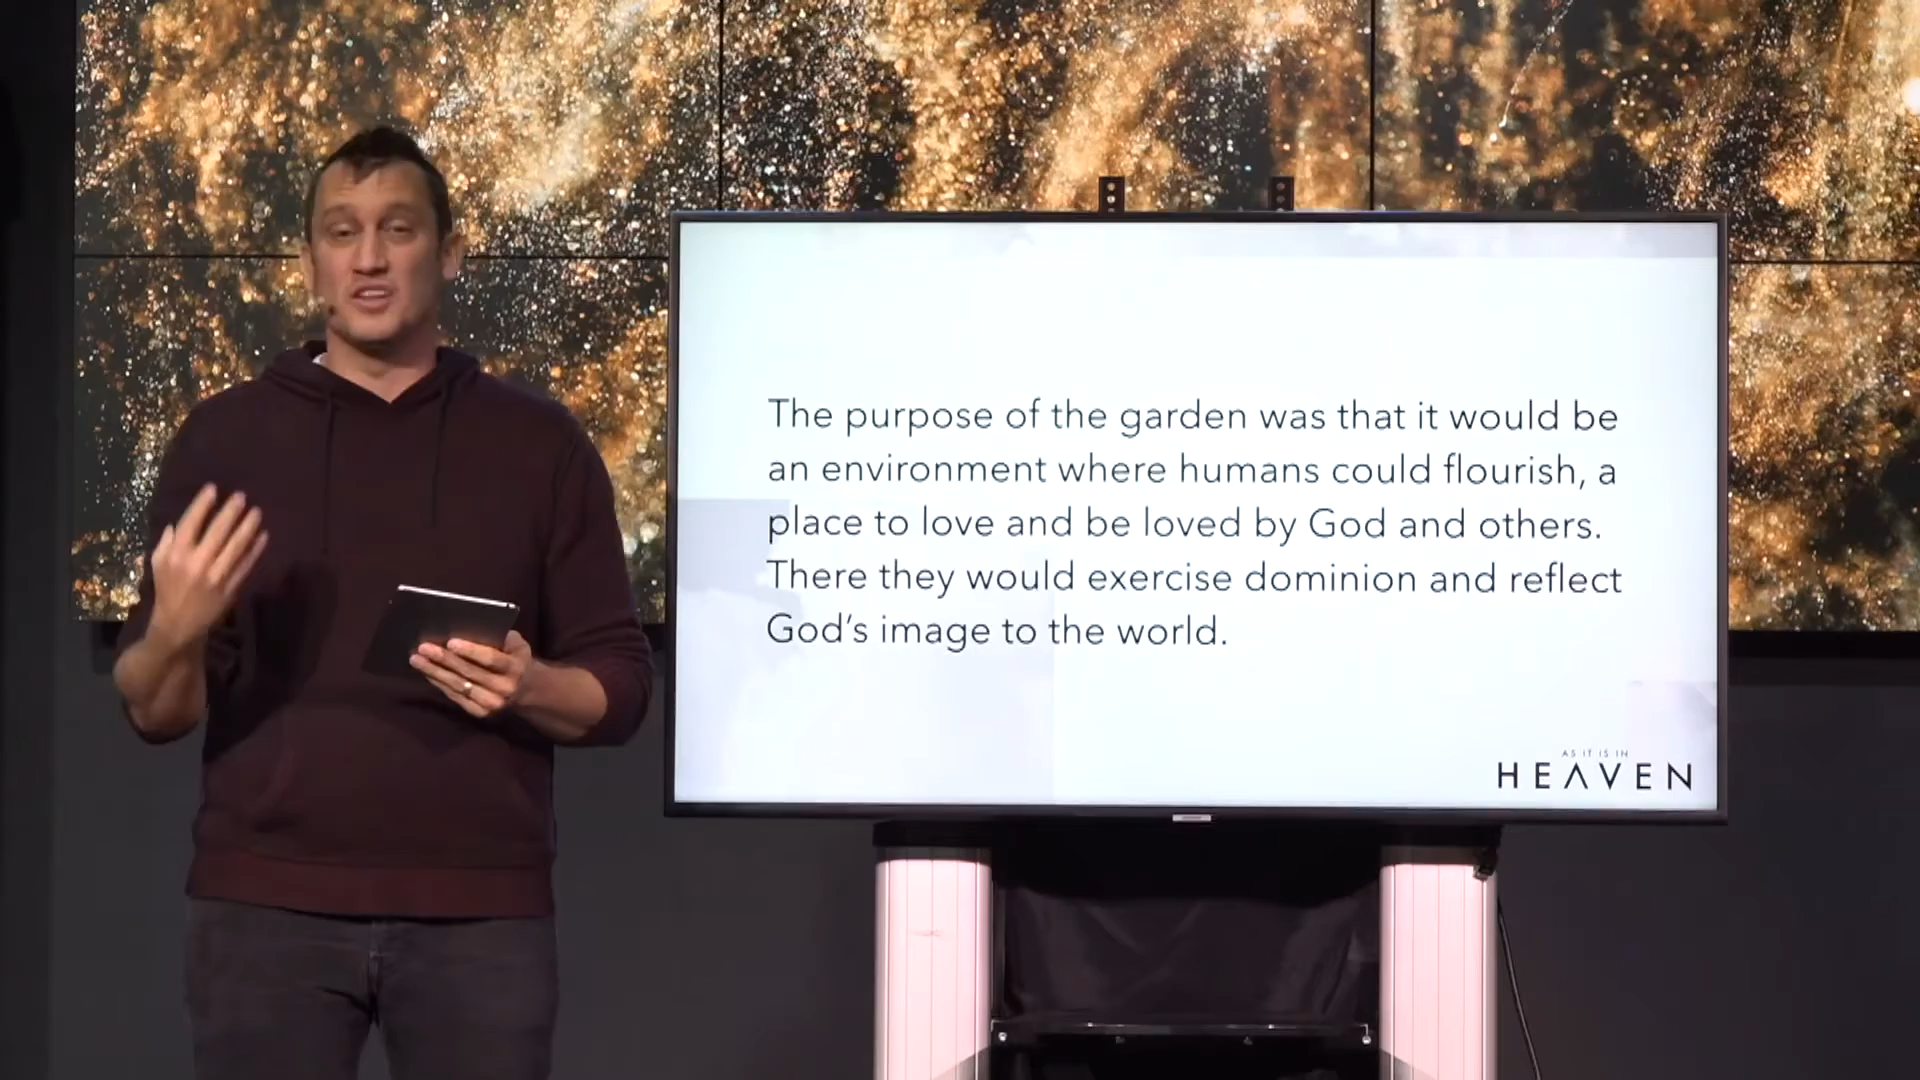 The purpose of the garden was that it would be
an environment where humans could flourish, a
place to love and be loved by God and others.
There they would exercise dominion and reflect
God's image to the world.
AS IT IS IN
HEAVEN